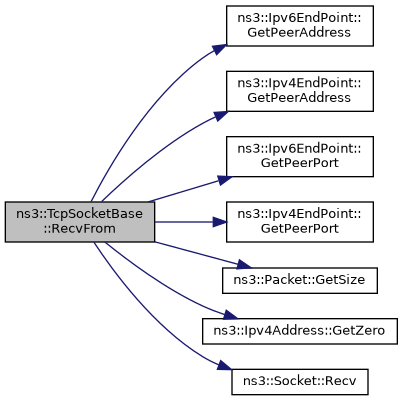 ns3::Ipv6EndPoint::
GetPeerAddress
ns3::Ipv4EndPoint::
GetPeerAddress
ns3::Ipv6EndPoint::
GetPeerPort
ns3::TcpSocketBase
::RecvFrom
ns3::Ipv4EndPoint::
GetPeerPort
ns3::Packet::GetSize
ns3::Ipv4Address::GetZero
ns3::Socket::Recv